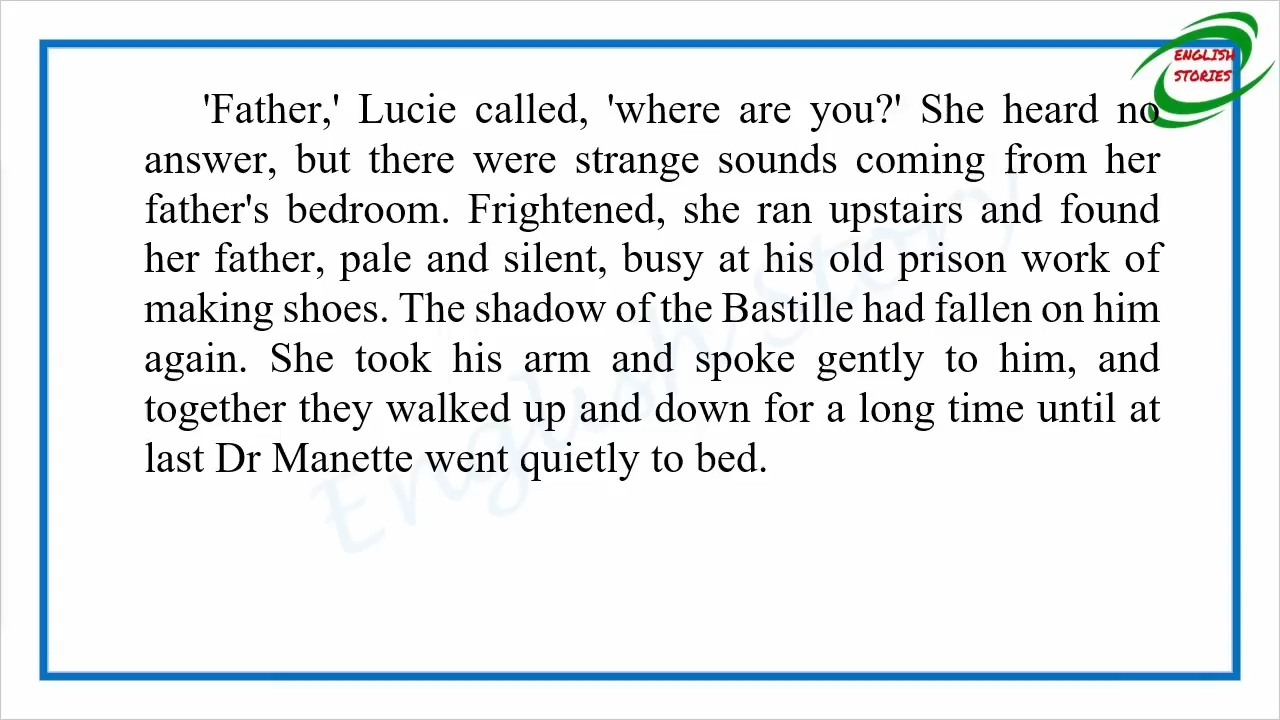 ENGLISH
STORIES
'Father,' Lucie called, 'where are you?' She heard no
answer, but there were strange sounds coming from her
father's bedroom. Frightened, she ran upstairs and found
her father, pale and silent, busy at his old prison work of
making shoes. The shadow of the Bastille had fallen on him
again. She took his arm and spoke gently to him, and
together they walked up and down for a long time until at
last Dr Manette went quietly to bed.
English Story